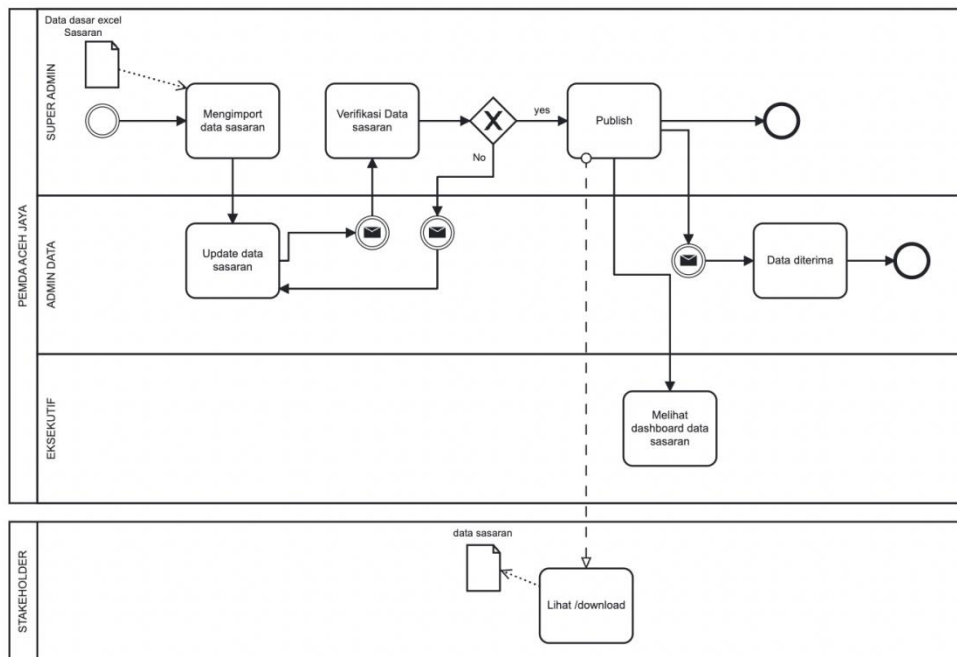 Data dasar excel
Sasaran
PEMDA ACEH JAYA
SUPER ADMIN
Mengimport
data sasaran
Verifikasi Data
sasaran
yes
No
Publish
ADMIN DATA
Update data
sasaran
Data diterima
EKSEKUTIF
Melihat
dashboard data
sasaran
STAKEHOLDER
data sasaran
Lihat /download